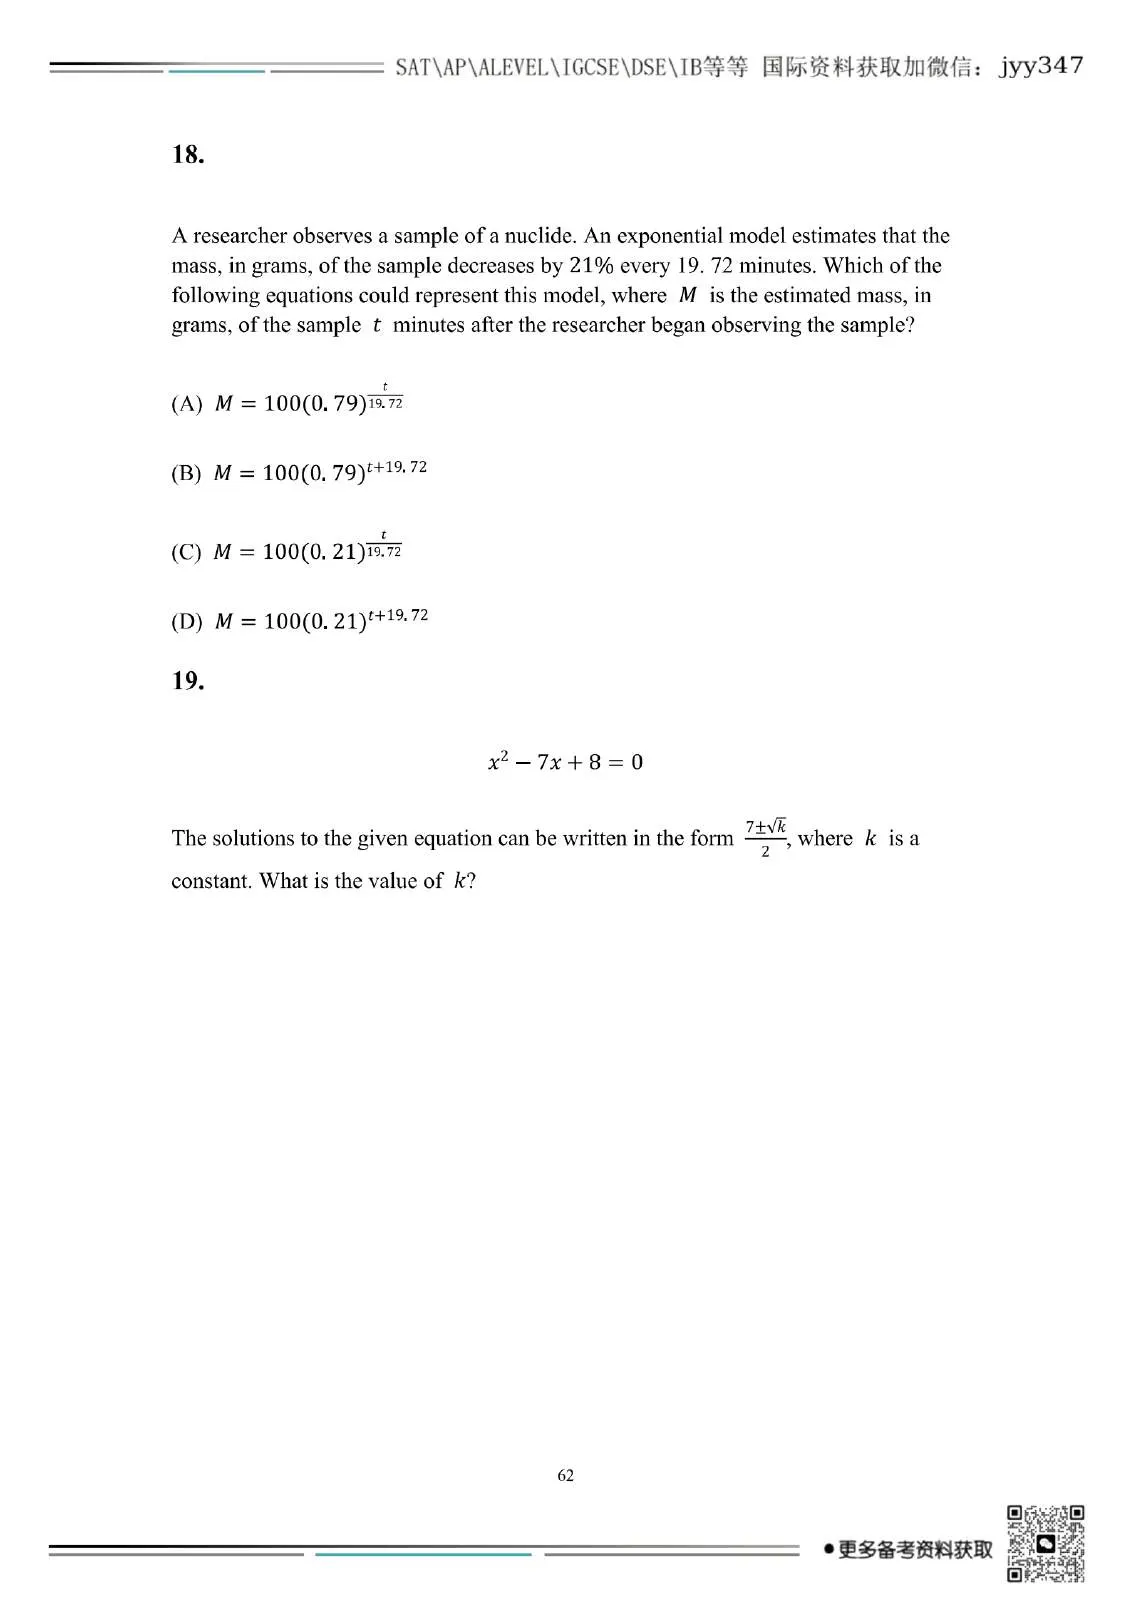 SAT\AP\ALEVEL\IGCSE\DSE\IB等等 国际资料获取加微信：jyy347
18.
A researcher observes a sample of a nuclide. An exponential model estimates that the
mass, in grams, of the sample decreases by 21% every 19. 72 minutes. Which of the
following equations could represent this model, where M is the estimated mass, in
grams, of the sample t minutes after the researcher began observing the sample?
(A) M = 100(0. 79)^(t/19. 72)
(B) M = 100(0. 79)^(t+19. 72)
(C) M = 100(0. 21)^(t/19. 72)
(D) M = 100(0. 21)^(t+19. 72)
19.
x² − 7x + 8 = 0
The solutions to the given equation can be written in the form (7±√k)/2, where k is a
constant. What is the value of k?
62
●更多备考资料获取